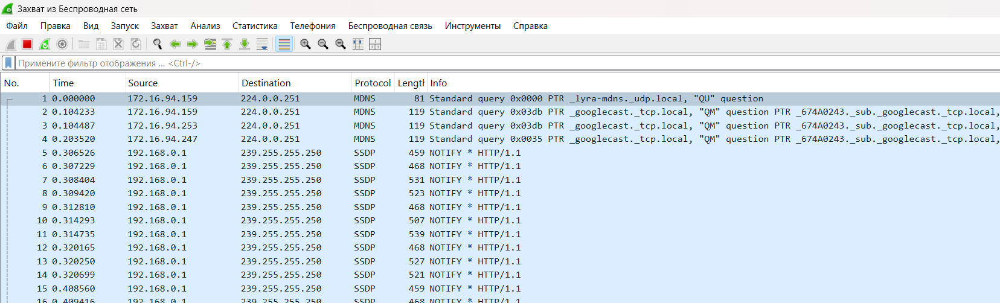 Захват из Беспроводная сеть
Файл Правка Вид Запуск Захват Анализ Статистика Телефония Беспроводная связь Инструменты Справка
Примените фильтр отображения ... <Ctrl-/>
No. Time Source Destination Protocol Length Info
1 0.000000 172.16.94.159 224.0.0.251 MDNS 81 Standard query 0x0000 PTR _lyra-mdns._udp.local, "QU" question
2 0.104233 172.16.94.159 224.0.0.251 MDNS 119 Standard query 0x03db PTR _googlecast._tcp.local, "QM" question PTR _674A0243._sub._googlecast._tcp.local,
3 0.104487 172.16.94.253 224.0.0.251 MDNS 119 Standard query 0x03db PTR _googlecast._tcp.local, "QM" question PTR _674A0243._sub._googlecast._tcp.local,
4 0.203520 172.16.94.247 224.0.0.251 MDNS 119 Standard query 0x0035 PTR _googlecast._tcp.local, "QM" question PTR _674A0243._sub._googlecast._tcp.local,
5 0.306526 192.168.0.1 239.255.255.250 SSDP 459 NOTIFY * HTTP/1.1
6 0.307229 192.168.0.1 239.255.255.250 SSDP 468 NOTIFY * HTTP/1.1
7 0.308404 192.168.0.1 239.255.255.250 SSDP 531 NOTIFY * HTTP/1.1
8 0.309420 192.168.0.1 239.255.255.250 SSDP 523 NOTIFY * HTTP/1.1
9 0.312810 192.168.0.1 239.255.255.250 SSDP 468 NOTIFY * HTTP/1.1
10 0.314293 192.168.0.1 239.255.255.250 SSDP 507 NOTIFY * HTTP/1.1
11 0.314735 192.168.0.1 239.255.255.250 SSDP 539 NOTIFY * HTTP/1.1
12 0.320165 192.168.0.1 239.255.255.250 SSDP 468 NOTIFY * HTTP/1.1
13 0.320250 192.168.0.1 239.255.255.250 SSDP 527 NOTIFY * HTTP/1.1
14 0.320699 192.168.0.1 239.255.255.250 SSDP 521 NOTIFY * HTTP/1.1
15 0.408560 192.168.0.1 239.255.255.250 SSDP 459 NOTIFY * HTTP/1.1
16 0.409416 192.168.0.1 239.255.255.250 SSDP 468 NOTIFY * HTTP/1.1